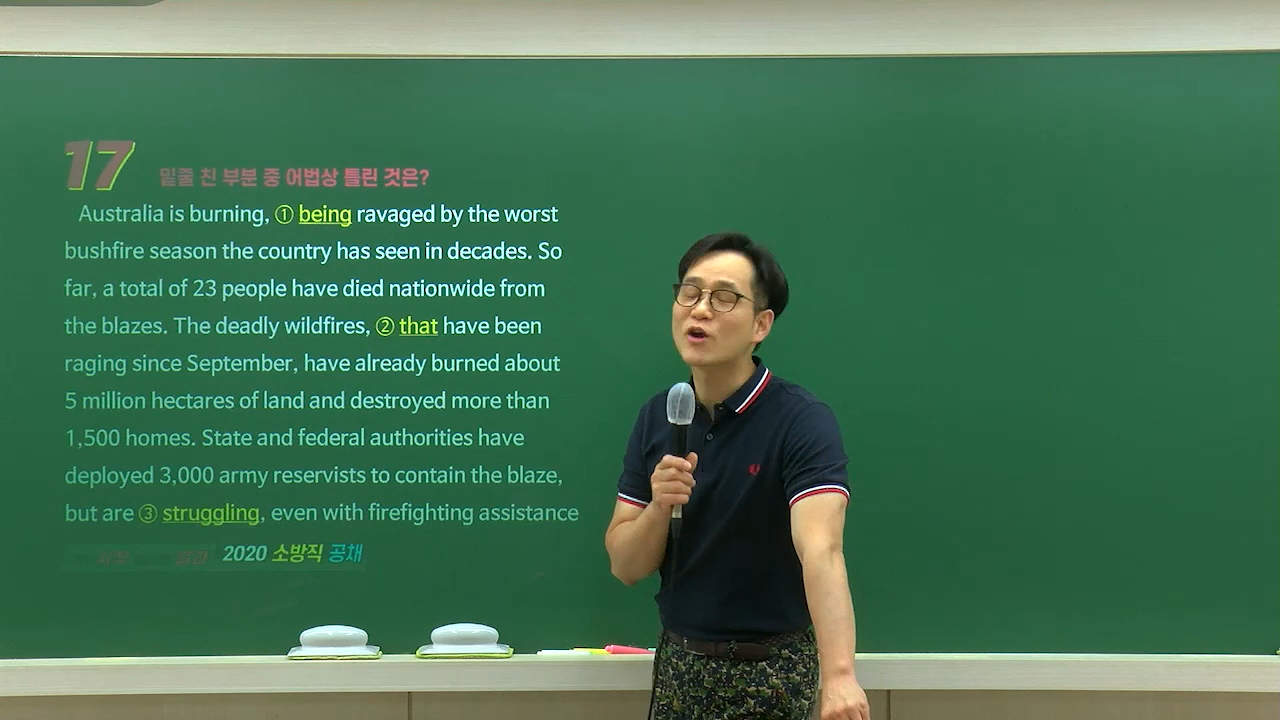 17 밑줄 친 부분 중 어법상 틀린 것은?
Australia is burning, ① being ravaged by the worst
bushfire season the country has seen in decades. So
far, a total of 23 people have died nationwide from
the blazes. The deadly wildfires, ② that have been
raging since September, have already burned about
5 million hectares of land and destroyed more than
1,500 homes. State and federal authorities have
deployed 3,000 army reservists to contain the blaze,
but are ③ struggling, even with firefighting assistance
2020 소방직 공채